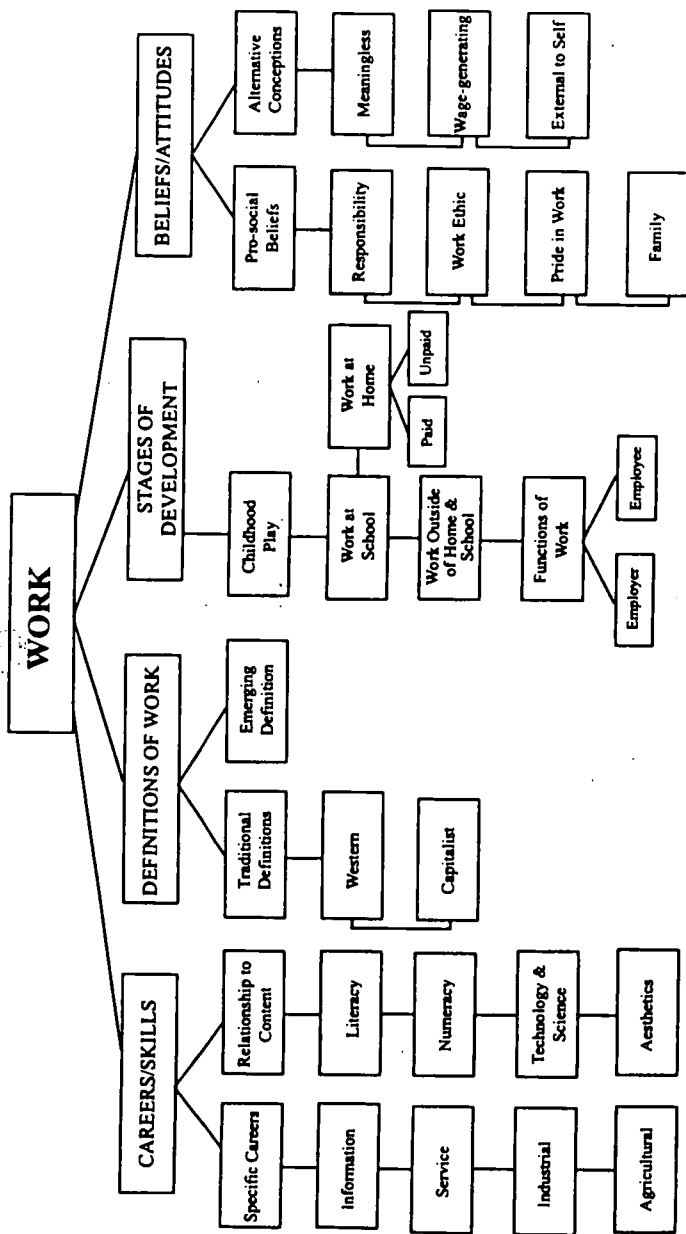 WORK
CAREERS/SKILLS
Specific Careers
Information
Service
Industrial
Agricultural
Relationship to
Content
Literacy
Numeracy
Technology &
Science
Aesthetics
DEFINITIONS OF WORK
Traditional
Definitions
Western
Capitalist
Emerging
Definition
STAGES OF
DEVELOPMENT
Childhood
Play
Work at
School
Work at
Home
Paid
Unpaid
Work Outside
of Home &
School
Functions of
Work
Employer
Employee
BELIEFS/ATTITUDES
Pro-social
Beliefs
Responsibility
Work Ethic
Pride in Work
Family
Alternative
Conceptions
Meaningless
Wage-generating
External to Self